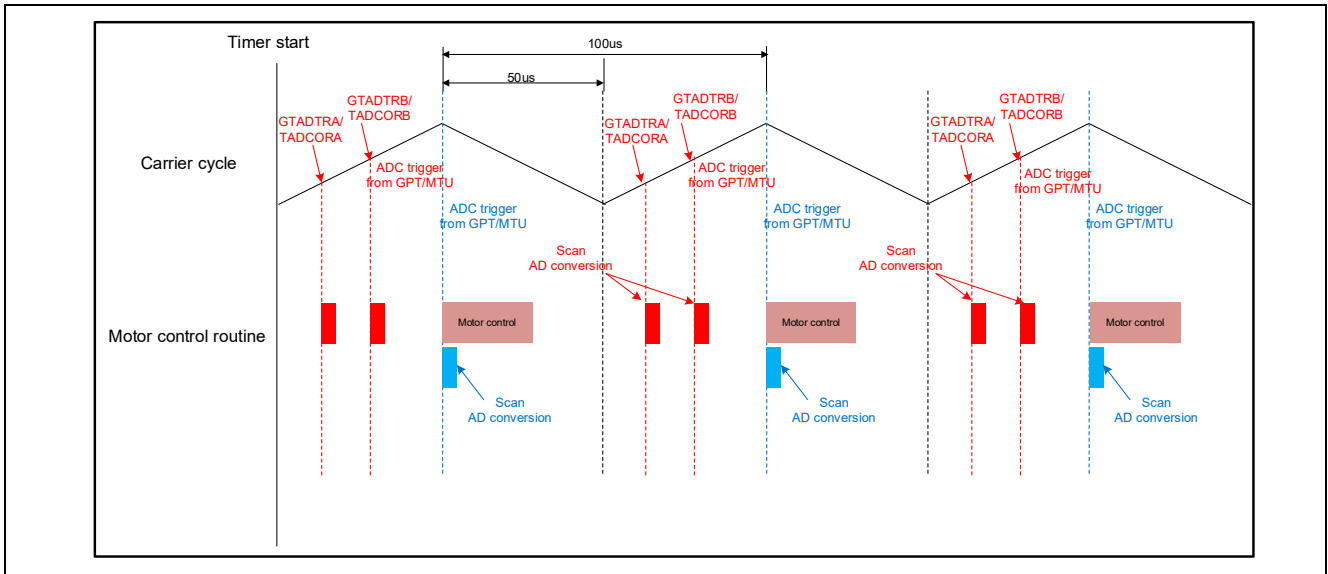 Timer start
100us
50us
GTADTRB/
TADCORB
GTADTRA/
TADCORA
GTADTRB/
TADCORB
GTADTRA/
TADCORA
GTADTRB/
TADCORB
GTADTRA/
TADCORA
Carrier cycle
ADC trigger
from GPT/MTU
ADC trigger
from GPT/MTU
ADC trigger
from GPT/MTU
ADC trigger
from GPT/MTU
ADC trigger
from GPT/MTU
ADC trigger
from GPT/MTU
Scan
AD conversion
Scan
AD conversion
Motor control routine
Motor control
Motor control
Motor control
Scan
AD conversion
Scan
AD conversion
Scan
AD conversion